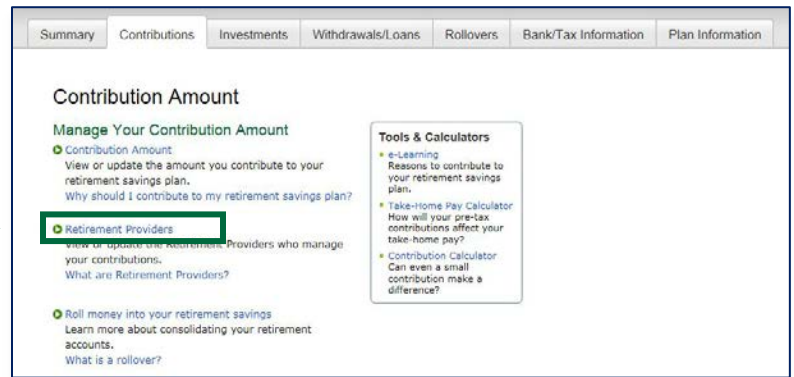 Summary Contributions Investments Withdrawals/Loans Rollovers Bank/Tax Information Plan Information
Contribution Amount
Manage Your Contribution Amount
Contribution Amount
View or update the amount you contribute to your
retirement savings plan.
Why should I contribute to my retirement savings plan?
Retirement Providers
View or update the Retirement Providers who manage
your contributions.
What are Retirement Providers?
Roll money into your retirement savings
Learn more about consolidating your retirement
accounts.
What is a rollover?
Tools & Calculators
e-Learning
Reasons to contribute to
your retirement savings
plan.
Take-Home Pay Calculator
How will your pre-tax
contributions affect your
take-home pay?
Contribution Calculator
Can even a small
contribution make a
difference?